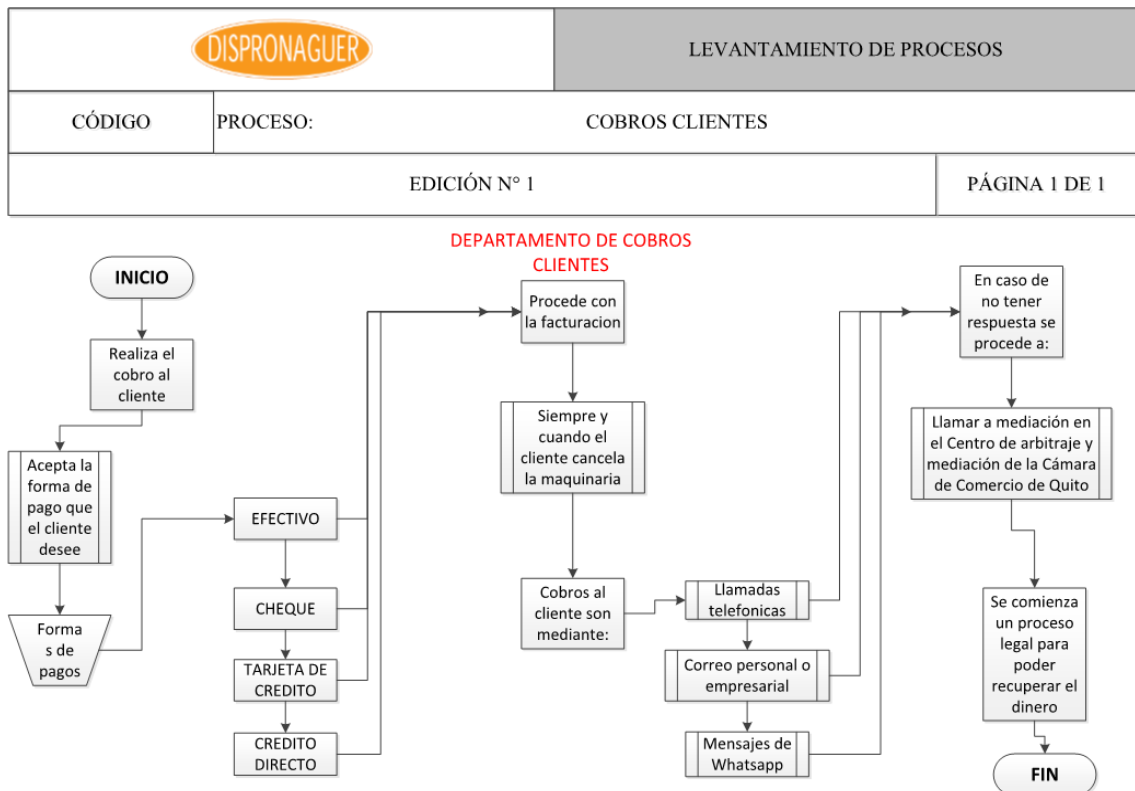 DISPRONAGUER
LEVANTAMIENTO DE PROCESOS
CÓDIGO
PROCESO:
COBROS CLIENTES
EDICIÓN N° 1
PÁGINA 1 DE 1
DEPARTAMENTO DE COBROS
CLIENTES
INICIO
Realiza el
cobro al
cliente
Acepta la
forma de
pago que
el cliente
desee
Forma
s de
pagos
EFECTIVO
CHEQUE
TARJETA DE
CREDITO
CREDITO
DIRECTO
Procede con
la facturacion
Siempre y
cuando el
cliente cancela
la maquinaria
Cobros al
cliente son
mediante:
Llamadas
telefonicas
Correo personal o
empresarial
Mensajes de
Whatsapp
En caso de
no tener
respuesta se
procede a:
Llamar a mediación en
el Centro de arbitraje y
mediación de la Cámara
de Comercio de Quito
Se comienza
un proceso
legal para
poder
recuperar el
dinero
FIN